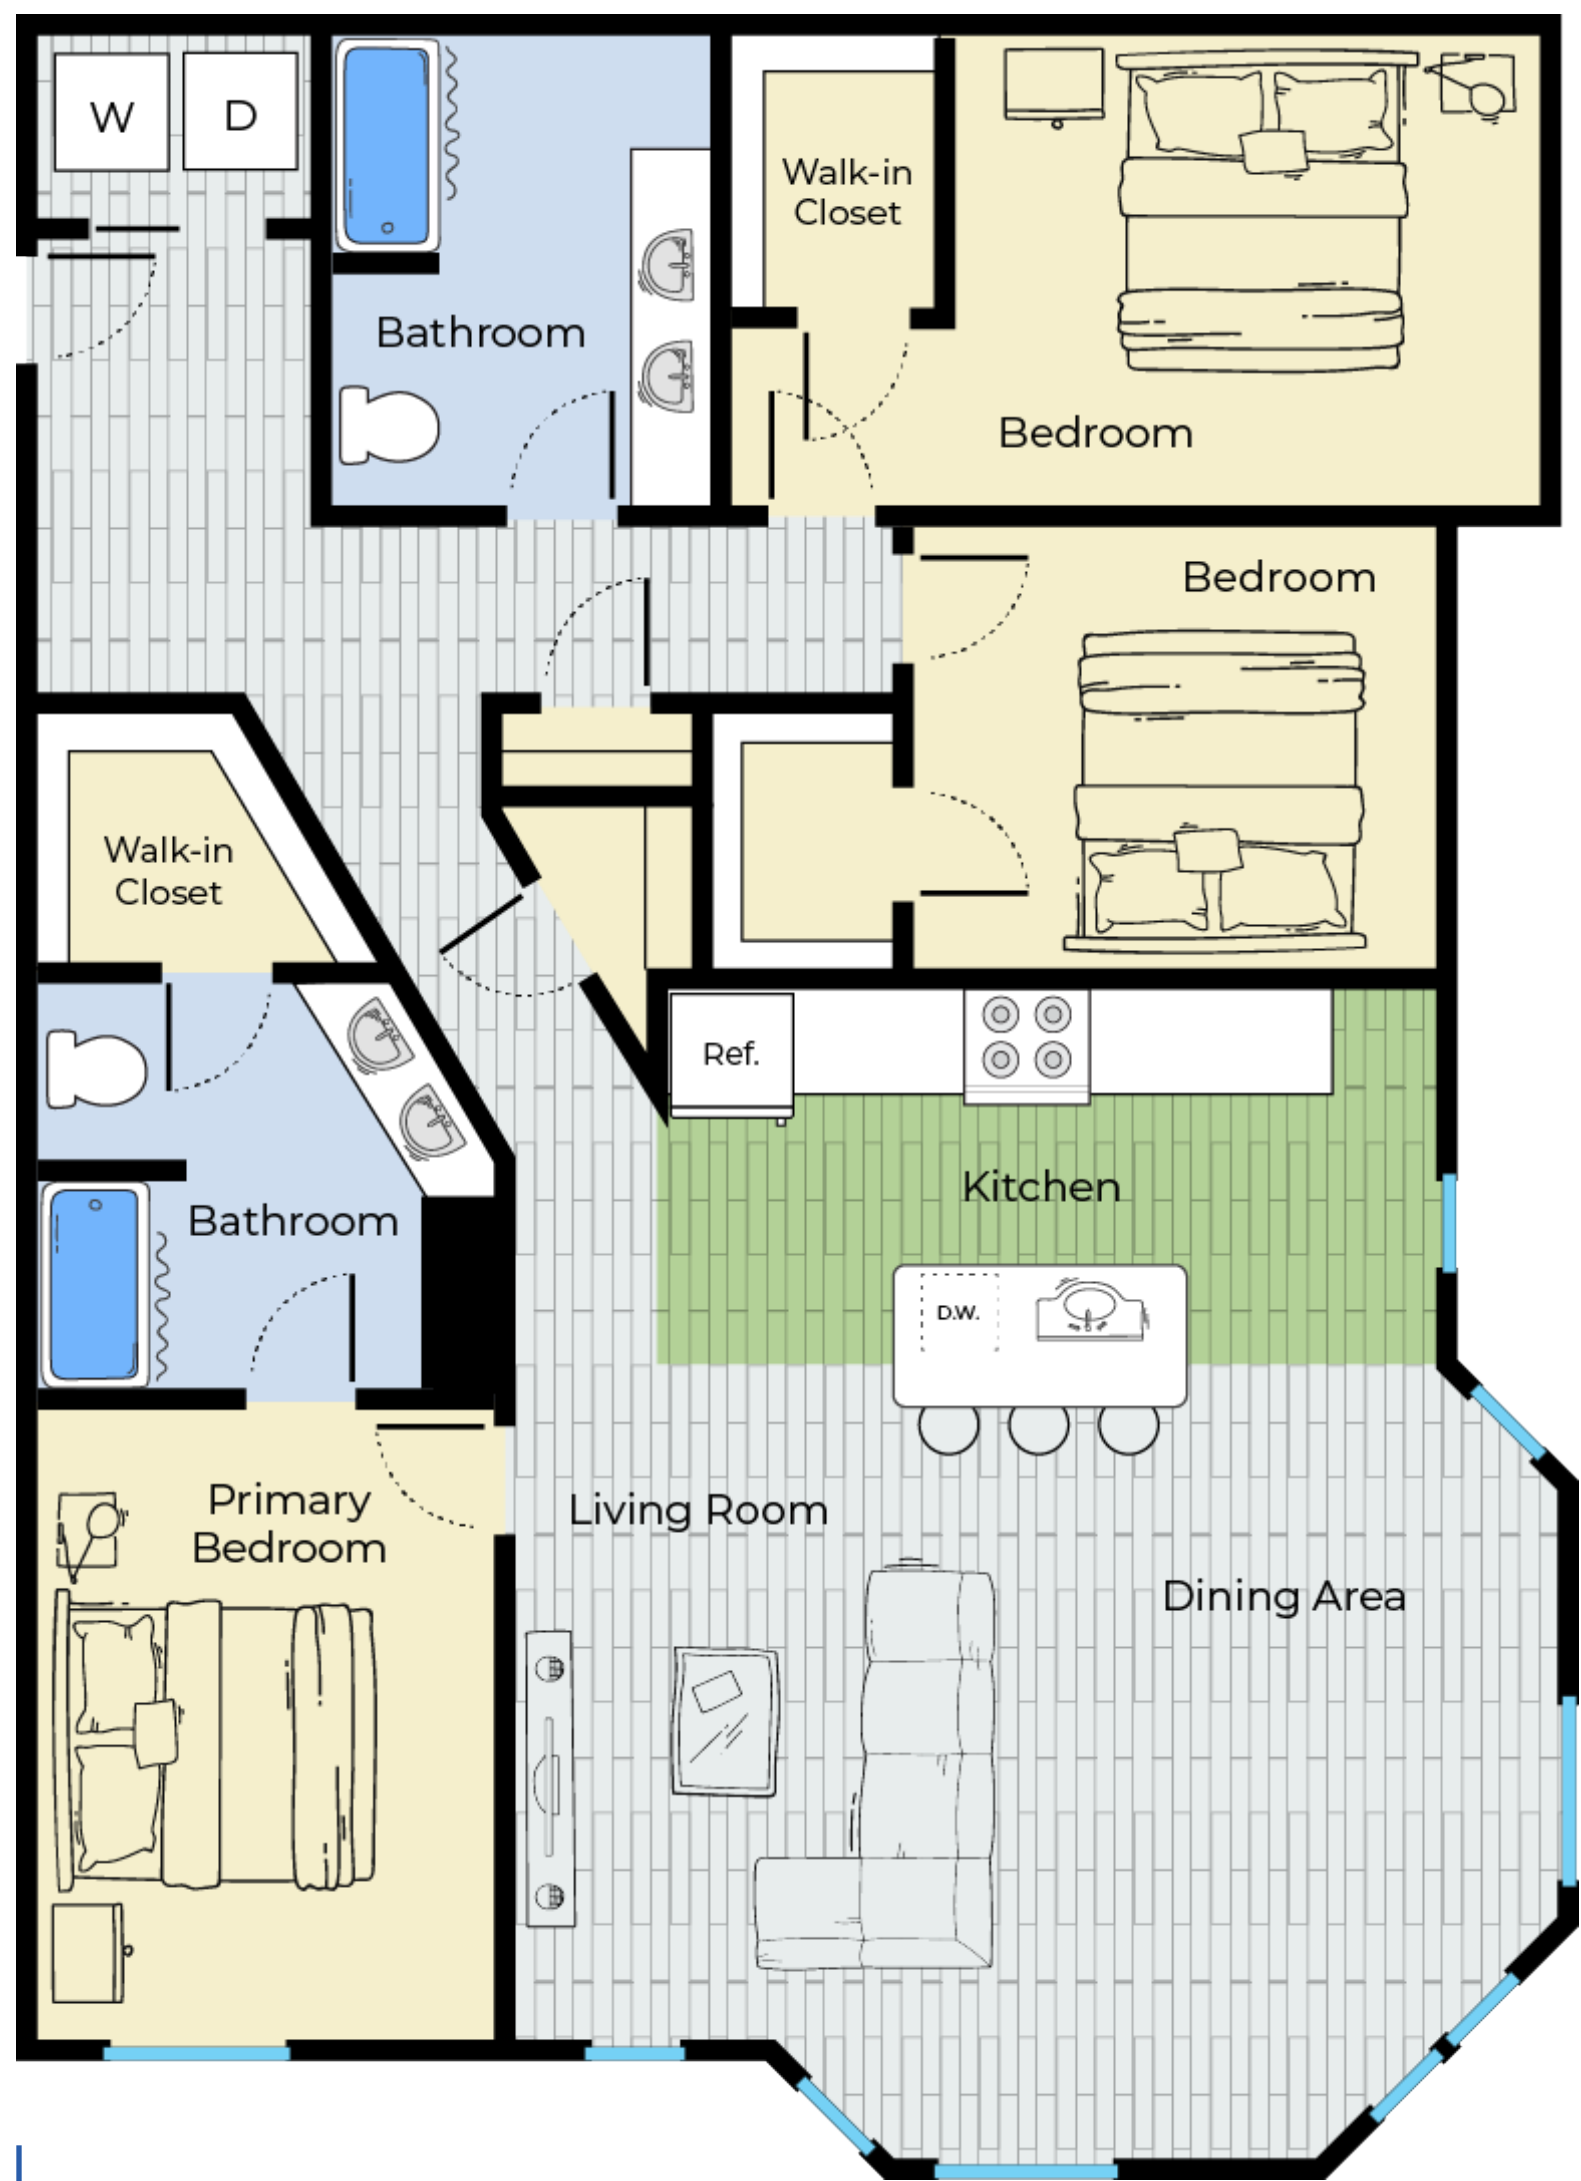 W
D
Walk-in
Closet
Bathroom
Bedroom
Bedroom
Walk-in
Closet
Ref.
Kitchen
Bathroom
D.W.
Primary
Bedroom
Living Room
Dining Area